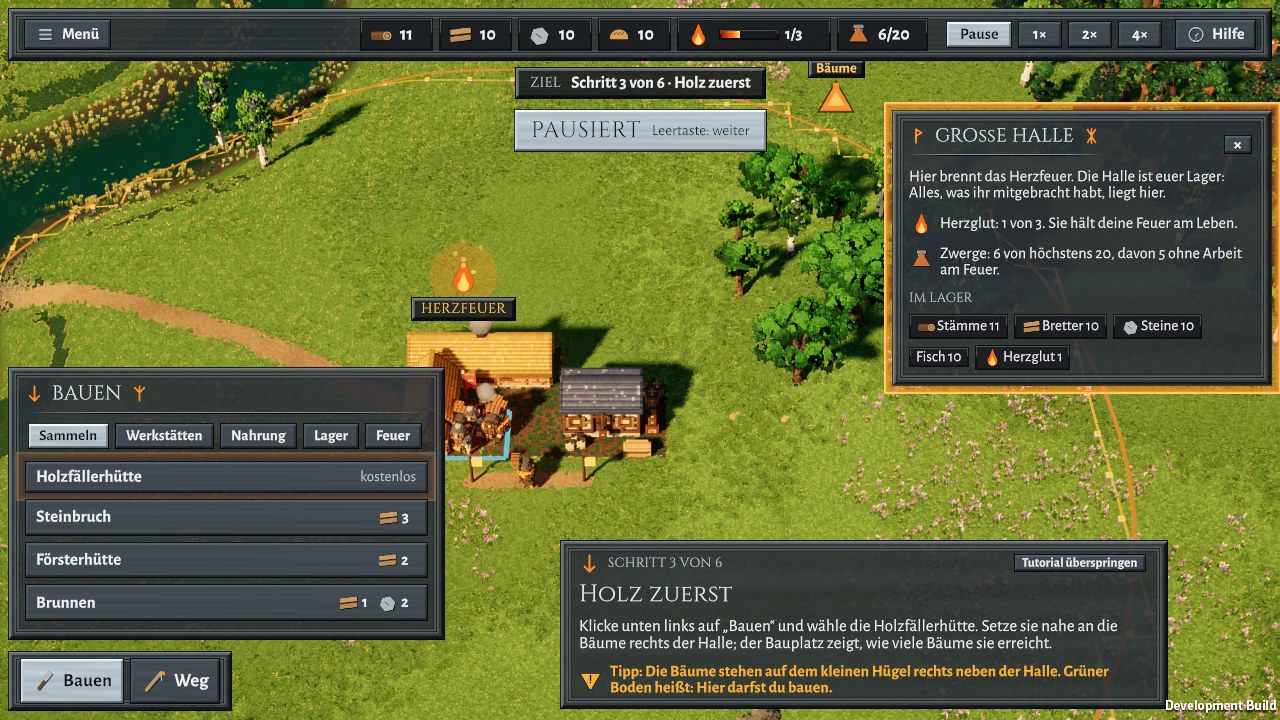 Menü
11
10
10
10
1/3
6/20
Pause
1×
2×
4×
Hilfe
ZIEL Schritt 3 von 6 · Holz zuerst
Bäume
PAUSIERT Leertaste: weiter
GROSSE HALLE
×
Hier brennt das Herzfeuer. Die Halle ist euer Lager:
Alles, was ihr mitgebracht habt, liegt hier.
Herzglut: 1 von 3. Sie hält deine Feuer am Leben.
Zwerge: 6 von höchstens 20, davon 5 ohne Arbeit
am Feuer.
IM LAGER
Stämme 11
Bretter 10
Steine 10
Fisch 10
Herzglut 1
HERZFEUER
BAUEN
Sammeln
Werkstätten
Nahrung
Lager
Feuer
Holzfällerhütte kostenlos
Steinbruch 3
Försterhütte 2
Brunnen 1 2
Bauen
Weg
SCHRITT 3 VON 6
Tutorial überspringen
HOLZ ZUERST
Klicke unten links auf „Bauen“ und wähle die Holzfällerhütte. Setze sie nahe an die
Bäume rechts der Halle; der Bauplatz zeigt, wie viele Bäume sie erreicht.
Tipp: Die Bäume stehen auf dem kleinen Hügel rechts neben der Halle. Grüner
Boden heißt: Hier darfst du bauen.
Development Build